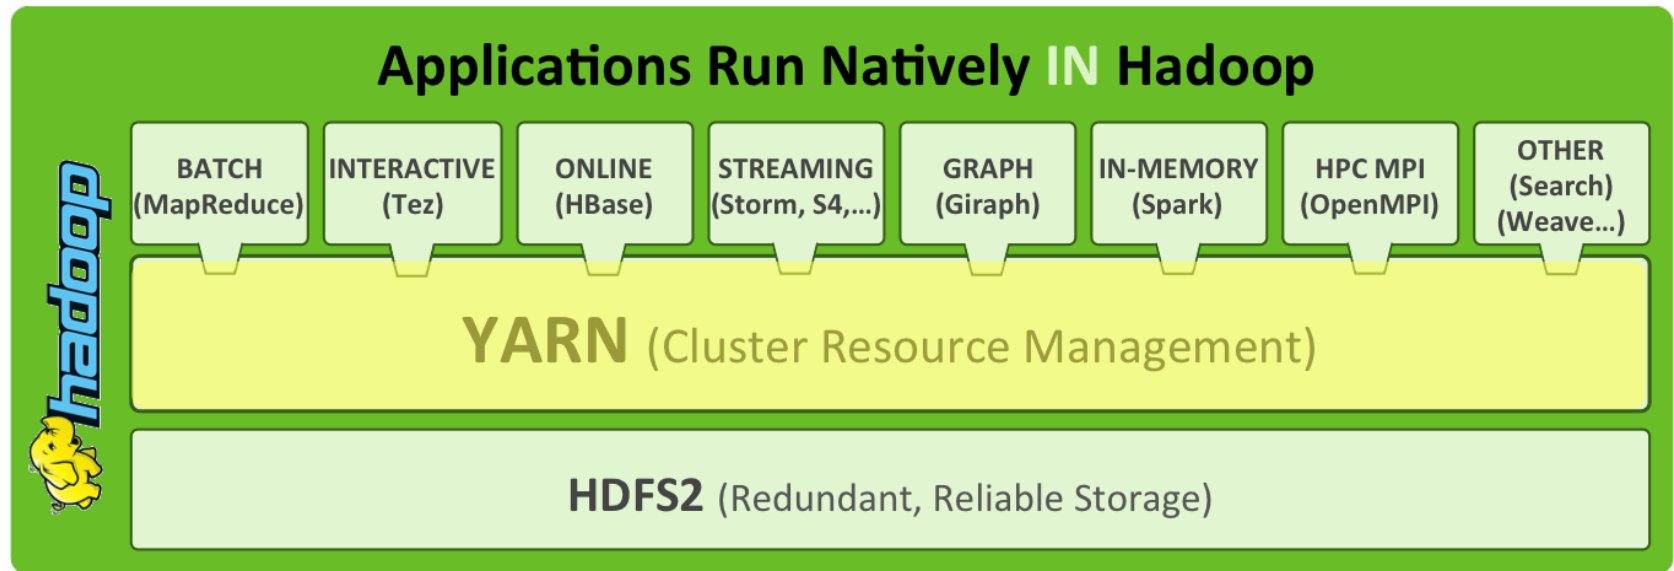 Applications Run Natively IN Hadoop
BATCH
(MapReduce)
INTERACTIVE
(Tez)
ONLINE
(HBase)
STREAMING
(Storm, S4,...)
GRAPH
(Giraph)
IN-MEMORY
(Spark)
HPC MPI
(OpenMPI)
OTHER
(Search)
(Weave...)
hadoop
YARN (Cluster Resource Management)
HDFS2 (Redundant, Reliable Storage)